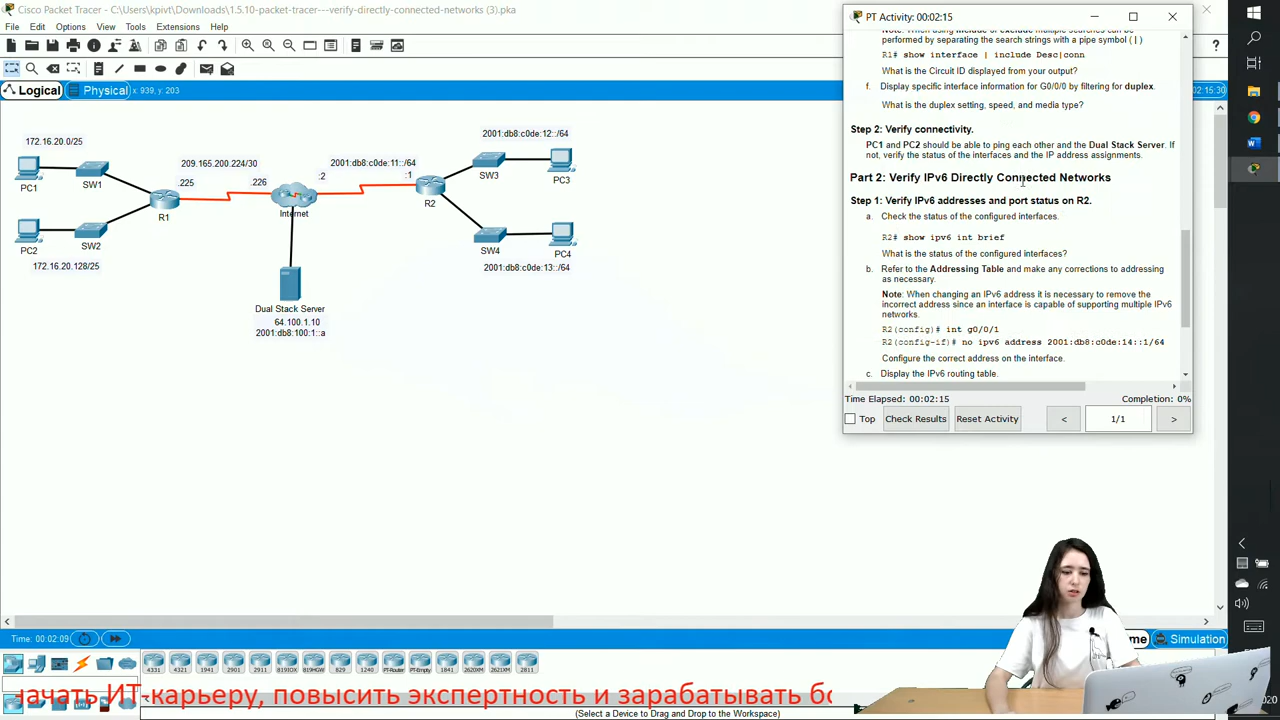 Cisco Packet Tracer - C:\Users\kpivt\Downloads\1.5.10-packet-tracer---verify-directly-connected-networks (3).pka
File Edit Options View Tools Extensions Help
Logical Physical x: 939, y: 203
172.16.20.0/25
PC1
SW1
209.165.200.224/30
.225
.226
R1
PC2
SW2
172.16.20.128/25
Internet
2001:db8:c0de:11::/64
:2
:1
R2
2001:db8:c0de:12::/64
SW3
PC3
SW4
PC4
2001:db8:c0de:13::/64
Dual Stack Server
64.100.1.10
2001:db8:100:1::a
PT Activity: 00:02:15
performed by separating the search strings with a pipe symbol ( | )
R1# show interface | include Desc|conn
What is the Circuit ID displayed from your output?
f. Display specific interface information for G0/0/0 by filtering for duplex.
What is the duplex setting, speed, and media type?
Step 2: Verify connectivity.
PC1 and PC2 should be able to ping each other and the Dual Stack Server. If
not, verify the status of the interfaces and the IP address assignments.
Part 2: Verify IPv6 Directly Connected Networks
Step 1: Verify IPv6 addresses and port status on R2.
a. Check the status of the configured interfaces.
R2# show ipv6 int brief
What is the status of the configured interfaces?
b. Refer to the Addressing Table and make any corrections to addressing
as necessary.
Note: When changing an IPv6 address it is necessary to remove the
incorrect address since an interface is capable of supporting multiple IPv6
networks.
R2(config)# int g0/0/1
R2(config-if)# no ipv6 address 2001:db8:c0de:14::1/64
Configure the correct address on the interface.
c. Display the IPv6 routing table.
Time Elapsed: 00:02:15 Completion: 0%
Top Check Results Reset Activity < 1/1 >
:15:30
Time: 00:02:09
me Simulation
4331 4321 1941 2901 2911 819IOX 819HGW 829 1240 PT-Router PT-Empty 1841 2620XM 2621XM 2811
начать ИТ-карьеру, повысить экспертность и зарабатывать бо
(Select a Device to Drag and Drop to the Workspace)